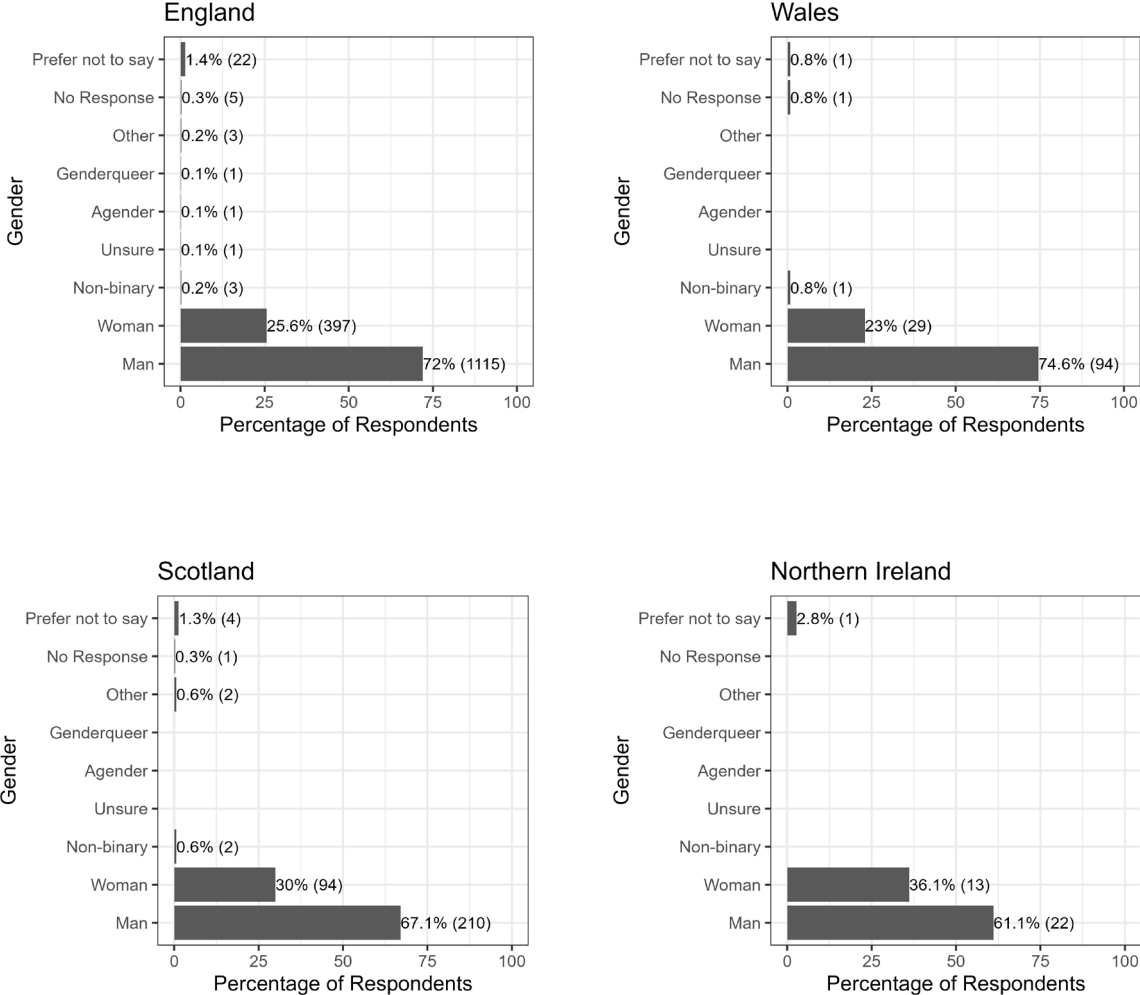 England
Gender
Prefer not to say 1.4% (22)
No Response 0.3% (5)
Other 0.2% (3)
Genderqueer 0.1% (1)
Agender 0.1% (1)
Unsure 0.1% (1)
Non-binary 0.2% (3)
Woman 25.6% (397)
Man 72% (1115)
0 25 50 75 100
Percentage of Respondents
Wales
Gender
Prefer not to say 0.8% (1)
No Response 0.8% (1)
Other
Genderqueer
Agender
Unsure
Non-binary 0.8% (1)
Woman 23% (29)
Man 74.6% (94)
0 25 50 75 100
Percentage of Respondents
Scotland
Gender
Prefer not to say 1.3% (4)
No Response 0.3% (1)
Other 0.6% (2)
Genderqueer
Agender
Unsure
Non-binary 0.6% (2)
Woman 30% (94)
Man 67.1% (210)
0 25 50 75 100
Percentage of Respondents
Northern Ireland
Gender
Prefer not to say 2.8% (1)
No Response
Other
Genderqueer
Agender
Unsure
Non-binary
Woman 36.1% (13)
Man 61.1% (22)
0 25 50 75 100
Percentage of Respondents